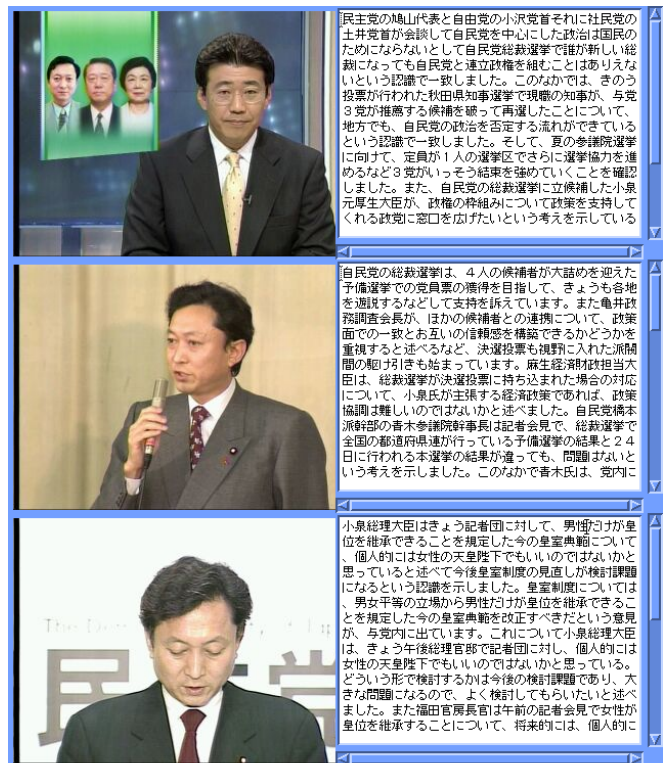 民主党の鳩山代表と自由党の小沢党首それに社民党の
土井党首が会談して自民党を中心にした政治は国民の
ためにならないとして自民党総裁選挙で誰が新しい総
裁になっても自民党と連立政権を組むことはありえな
いという認識で一致しました。このなかでは、きのう
投票が行われた秋田県知事選挙で現職の知事が、与党
３党が推薦する候補を破って再選したことについて、
地方でも、自民党の政治を否定する流れができている
という認識で一致しました。そして、夏の参議院選挙
に向けて、定員が１人の選挙区でさらに選挙協力を進
めるなど３党がいっそう結束を強めていくことを確認
しました。また、自民党の総裁選挙に立候補した小泉
元厚生大臣が、政権の枠組みについて政策を支持して
くれる政党に窓口を広げたいという考えを示している
自民党の総裁選挙は、４人の候補者が大詰めを迎えた
予備選挙での党員票の獲得を目指して、きょうも各地
を遊説するなどして支持を訴えています。また亀井政
務調査会長が、ほかの候補者との連携について、政策
面での一致とお互いの信頼感を構築できるかどうかを
重視すると述べるなど、決選投票も視野に入れた派閥
間の駆け引きも始まっています。麻生経済財政担当大
臣は、総裁選挙が決選投票に持ち込まれた場合の対応
について、小泉氏が主張する経済政策であれば、政策
協調は難しいのではないかと述べました。自民党橋本
派幹部の青木参議院幹事長は記者会見で、総裁選挙で
全国の都道府県連が行っている予備選挙の結果と２４
日に行われる本選挙の結果が違っても、問題はないと
いう考えを示しました。このなかで青木氏は、党内に
小泉総理大臣はきょう記者団に対して、男性だけが皇
位を継承できることを規定した今の皇室典範について
、個人的には女性の天皇陛下でもいいのではないかと
思っていると述べて今後皇室制度の見直しが検討課題
になるという認識を示しました。皇室制度については
、男女平等の立場から男性だけが皇位を継承できるこ
とを規定した今の皇室典範を改正すべきだという意見
が、与党内に出ています。これについて小泉総理大臣
は、きょう午後総理官邸で記者団に対し、個人的には
女性の天皇陛下でもいいのではないかと思っている。
どういう形で検討するかは今後の検討課題であり、大
きな問題になるので、よく検討してもらいたいと述べ
ました。また福田官房長官は午前の記者会見で女性が
皇位を継承することについて、将来的には、個人的に
The Dem
民 党